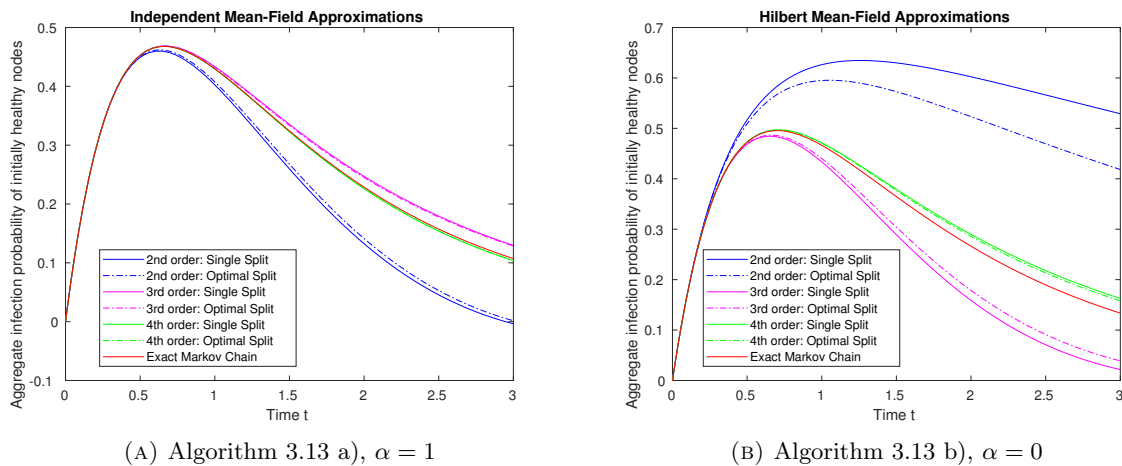 Independent Mean-Field Approximations
Aggregate infection probability of initially healthy nodes
0.5
0.4
0.3
0.2
0.1
0
-0.1
2nd order: Single Split
2nd order: Optimal Split
3rd order: Single Split
3rd order: Optimal Split
4th order: Single Split
4th order: Optimal Split
Exact Markov Chain
0 0.5 1 1.5 2 2.5 3
Time t
(A) Algorithm 3.13 a), α = 1
Hilbert Mean-Field Approximations
Aggregate infection probability of initially healthy nodes
0.7
0.6
0.5
0.4
0.3
0.2
0.1
0
2nd order: Single Split
2nd order: Optimal Split
3rd order: Single Split
3rd order: Optimal Split
4th order: Single Split
4th order: Optimal Split
Exact Markov Chain
0 0.5 1 1.5 2 2.5 3
Time t
(B) Algorithm 3.13 b), α = 0